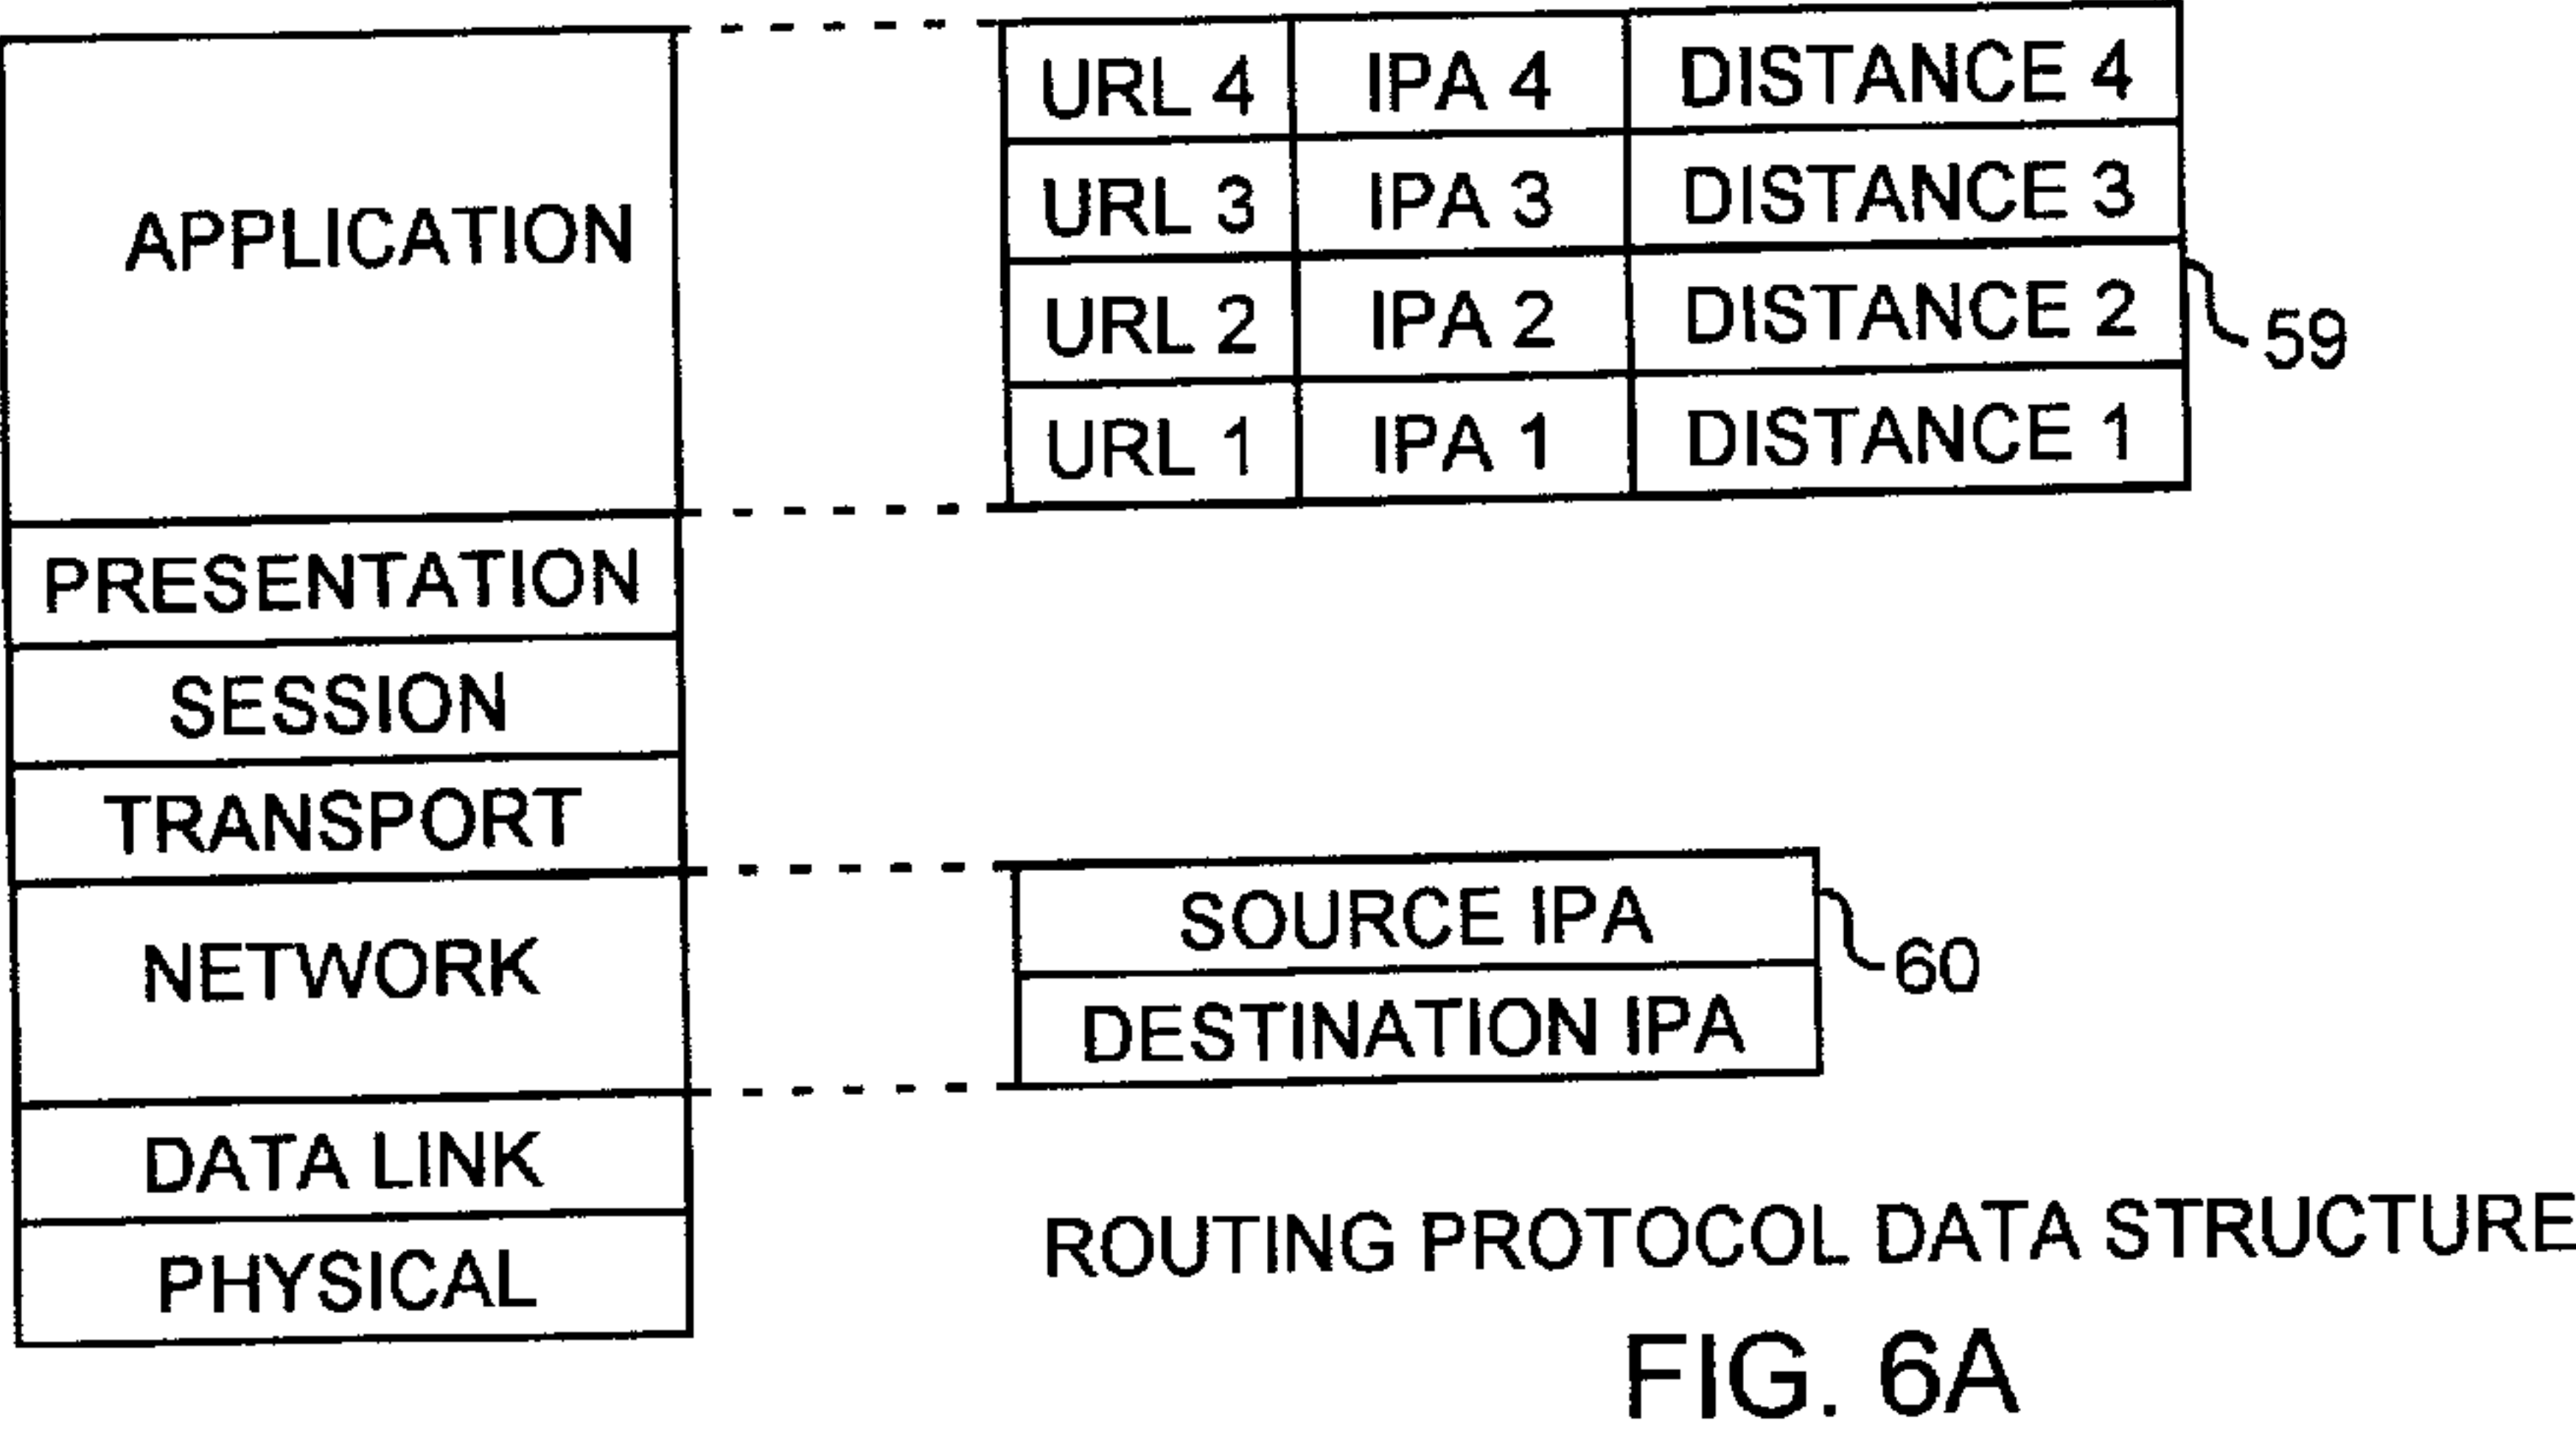 APPLICATION
PRESENTATION
SESSION
TRANSPORT
NETWORK
DATA LINK
PHYSICAL
URL 4 IPA 4 DISTANCE 4
URL 3 IPA 3 DISTANCE 3
URL 2 IPA 2 DISTANCE 2
URL 1 IPA 1 DISTANCE 1
59
SOURCE IPA
DESTINATION IPA
60
ROUTING PROTOCOL DATA STRUCTURE
FIG. 6A